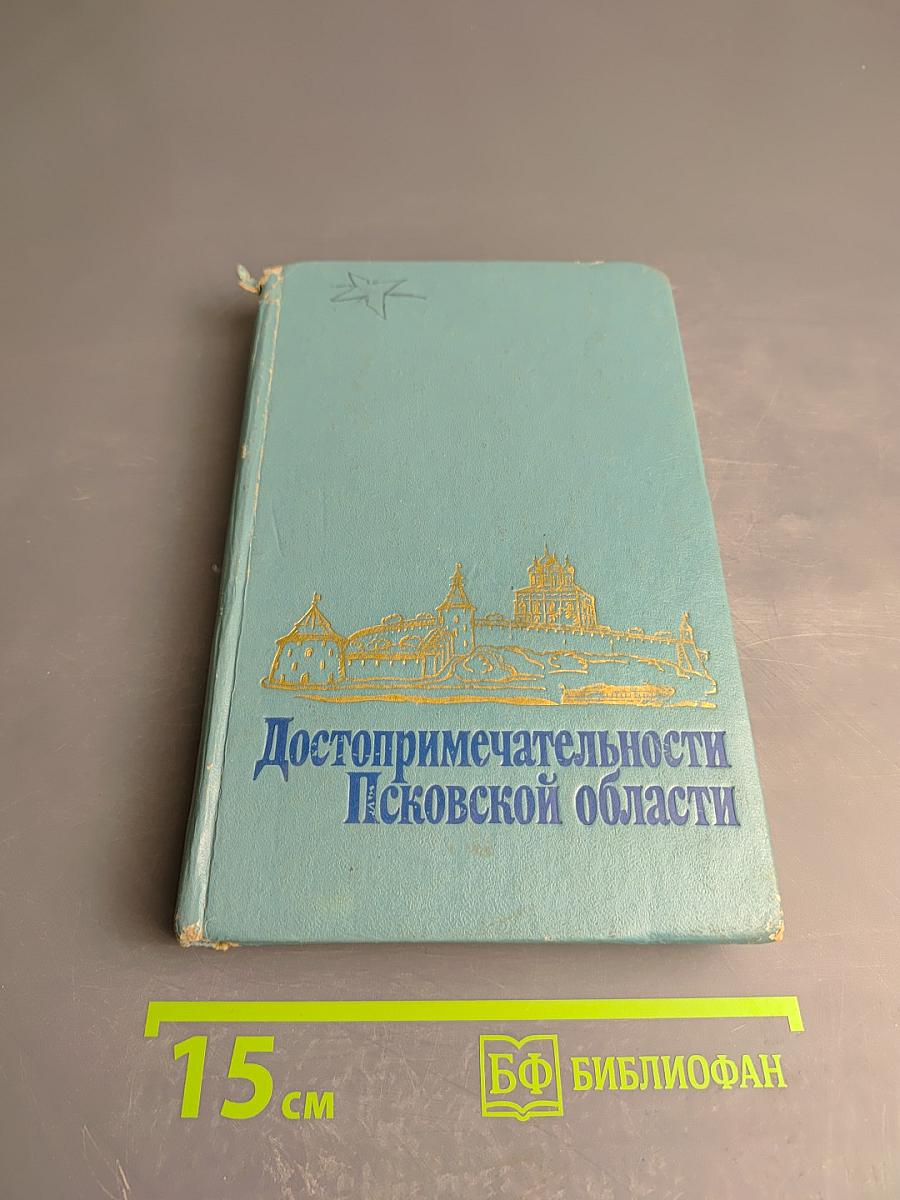 Достопримечательности
Псковской области
15 см
БФ БИБЛИОФАН